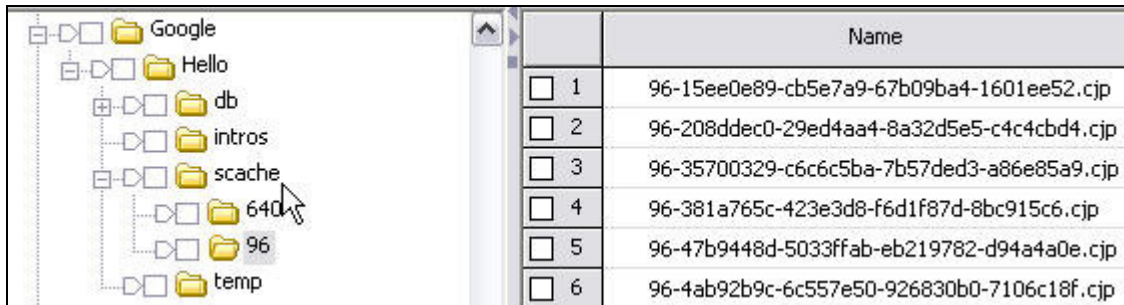 Google
Hello
db
intros
scache
640
96
temp
Name
1 96-15ee0e89-cb5e7a9-67b09ba4-1601ee52.cjp
2 96-208ddec0-29ed4aa4-8a32d5e5-c4c4cbd4.cjp
3 96-35700329-c6c6c5ba-7b57ded3-a86e85a9.cjp
4 96-381a765c-423e3d8-f6d1f87d-8bc915c6.cjp
5 96-47b9448d-5033ffab-eb219782-d94a4a0e.cjp
6 96-4ab92b9c-6c557e50-926830b0-7106c18f.cjp